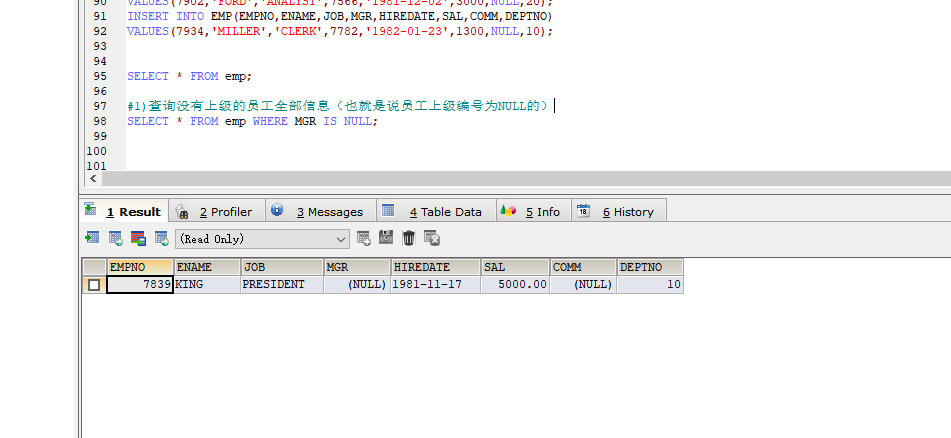 90 VALUES(7902,'FORD','ANALYST',7566,'1981-12-02',3000,NULL,20);
91 INSERT INTO EMP(EMPNO,ENAME,JOB,MGR,HIREDATE,SAL,COMM,DEPTNO)
92 VALUES(7934,'MILLER','CLERK',7782,'1982-01-23',1300,NULL,10);
93
94
95 SELECT * FROM emp;
96
97 #1)查询没有上级的员工全部信息（也就是说员工上级编号为NULL的）
98 SELECT * FROM emp WHERE MGR IS NULL;
99
100
101
1 Result 2 Profiler 3 Messages 4 Table Data 5 Info 18 6 History
(Read Only)
EMPNO ENAME JOB MGR HIREDATE SAL COMM DEPTNO
7839 KING PRESIDENT (NULL) 1981-11-17 5000.00 (NULL) 10